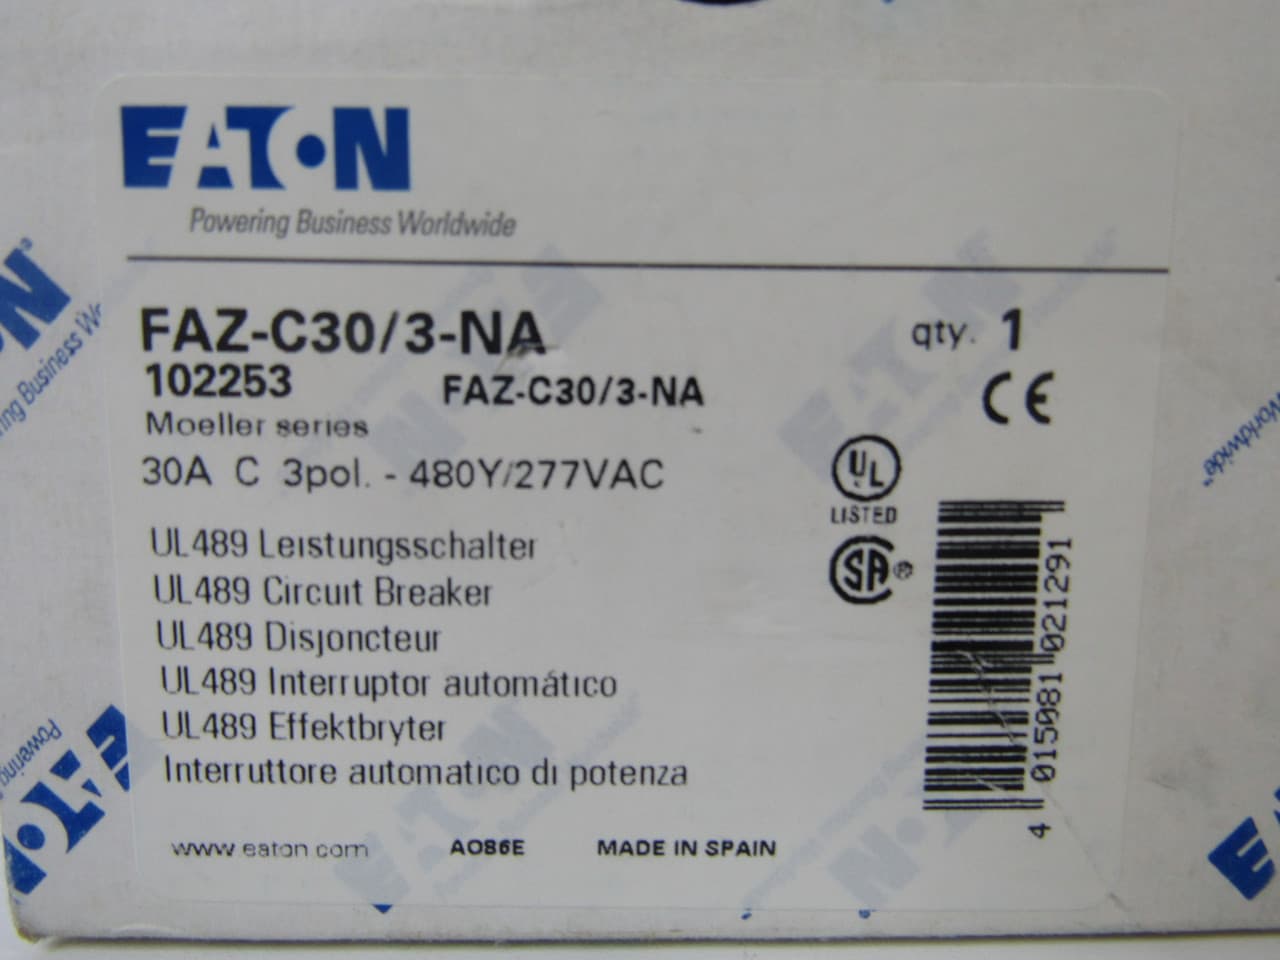 EATON
Powering Business Worldwide
FAZ-C30/3-NA
qty. 1
102253 FAZ-C30/3-NA
CE
Moeller series
30A C 3pol. - 480Y/277VAC
UL
LISTED
SA®
UL489 Leistungsschalter
UL489 Circuit Breaker
UL489 Disjoncteur
UL489 Interruptor automático
UL489 Effektbryter
Interruttore automatico di potenza
4 015081 021291
www.eaton.com A086E MADE IN SPAIN